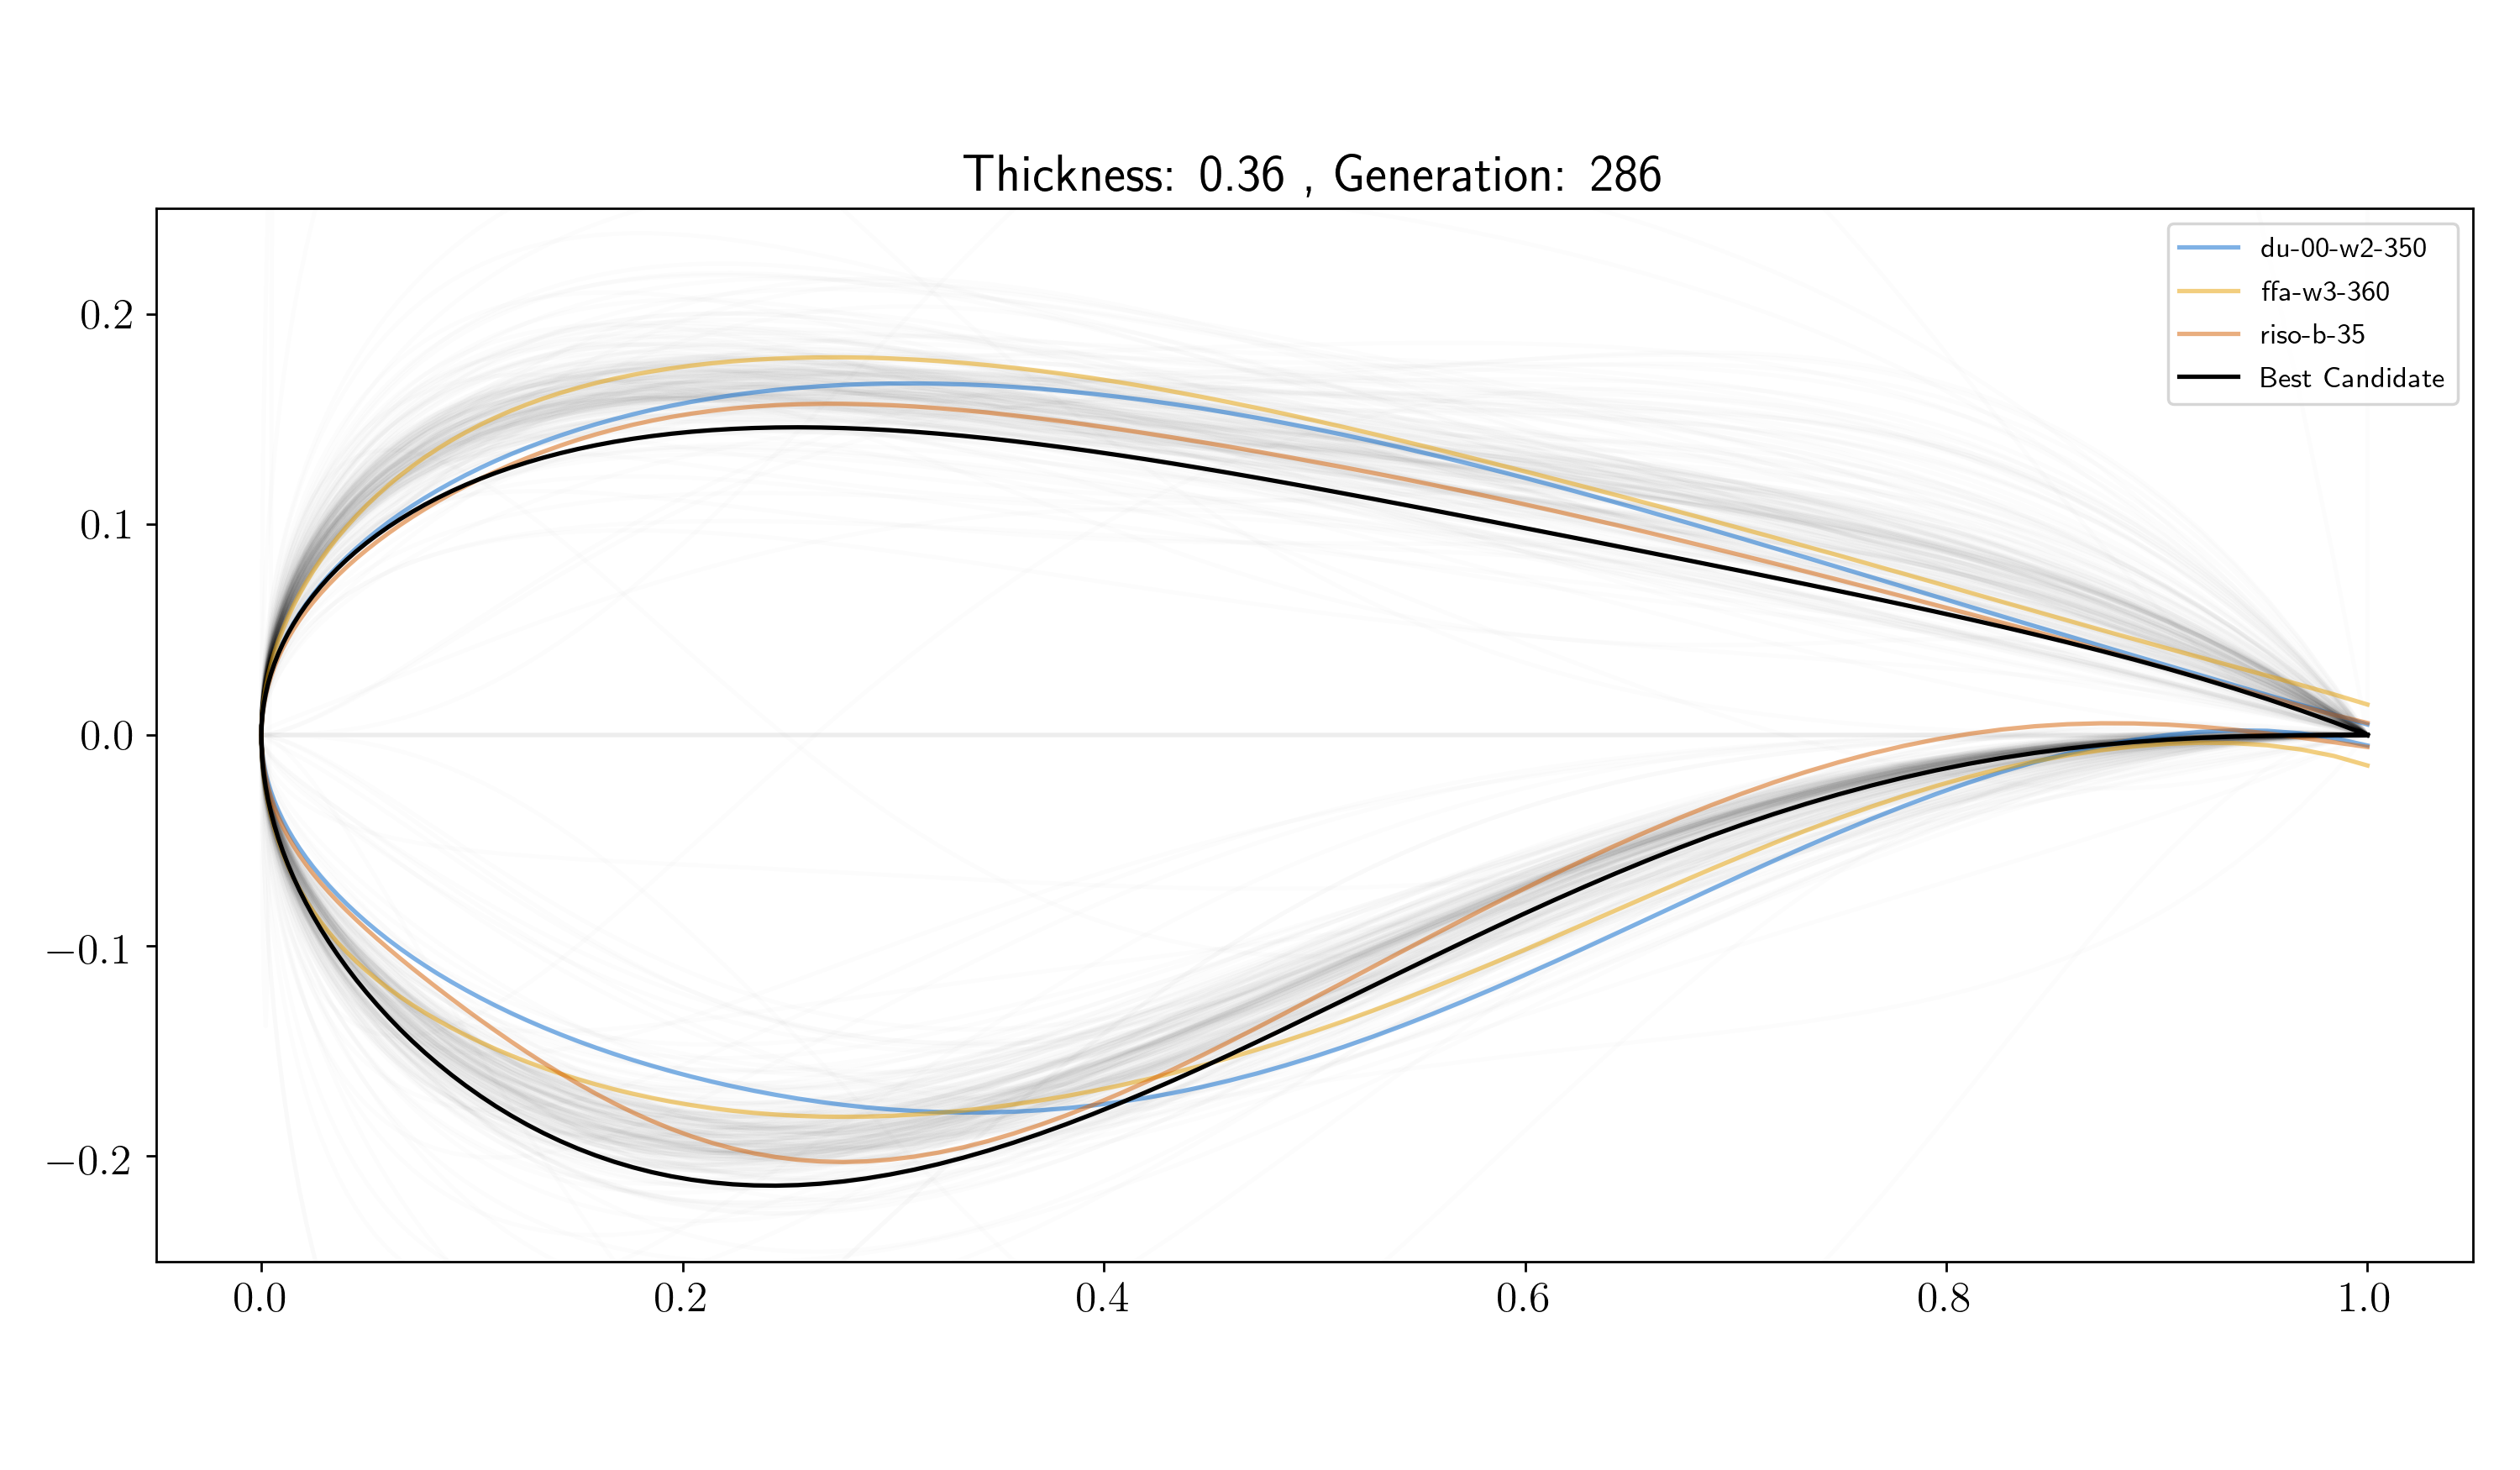 Thickness: 0.36 , Generation: 286
du-00-w2-350
ffa-w3-360
riso-b-35
Best Candidate
0.2
0.1
0.0
−0.1
−0.2
0.0 0.2 0.4 0.6 0.8 1.0